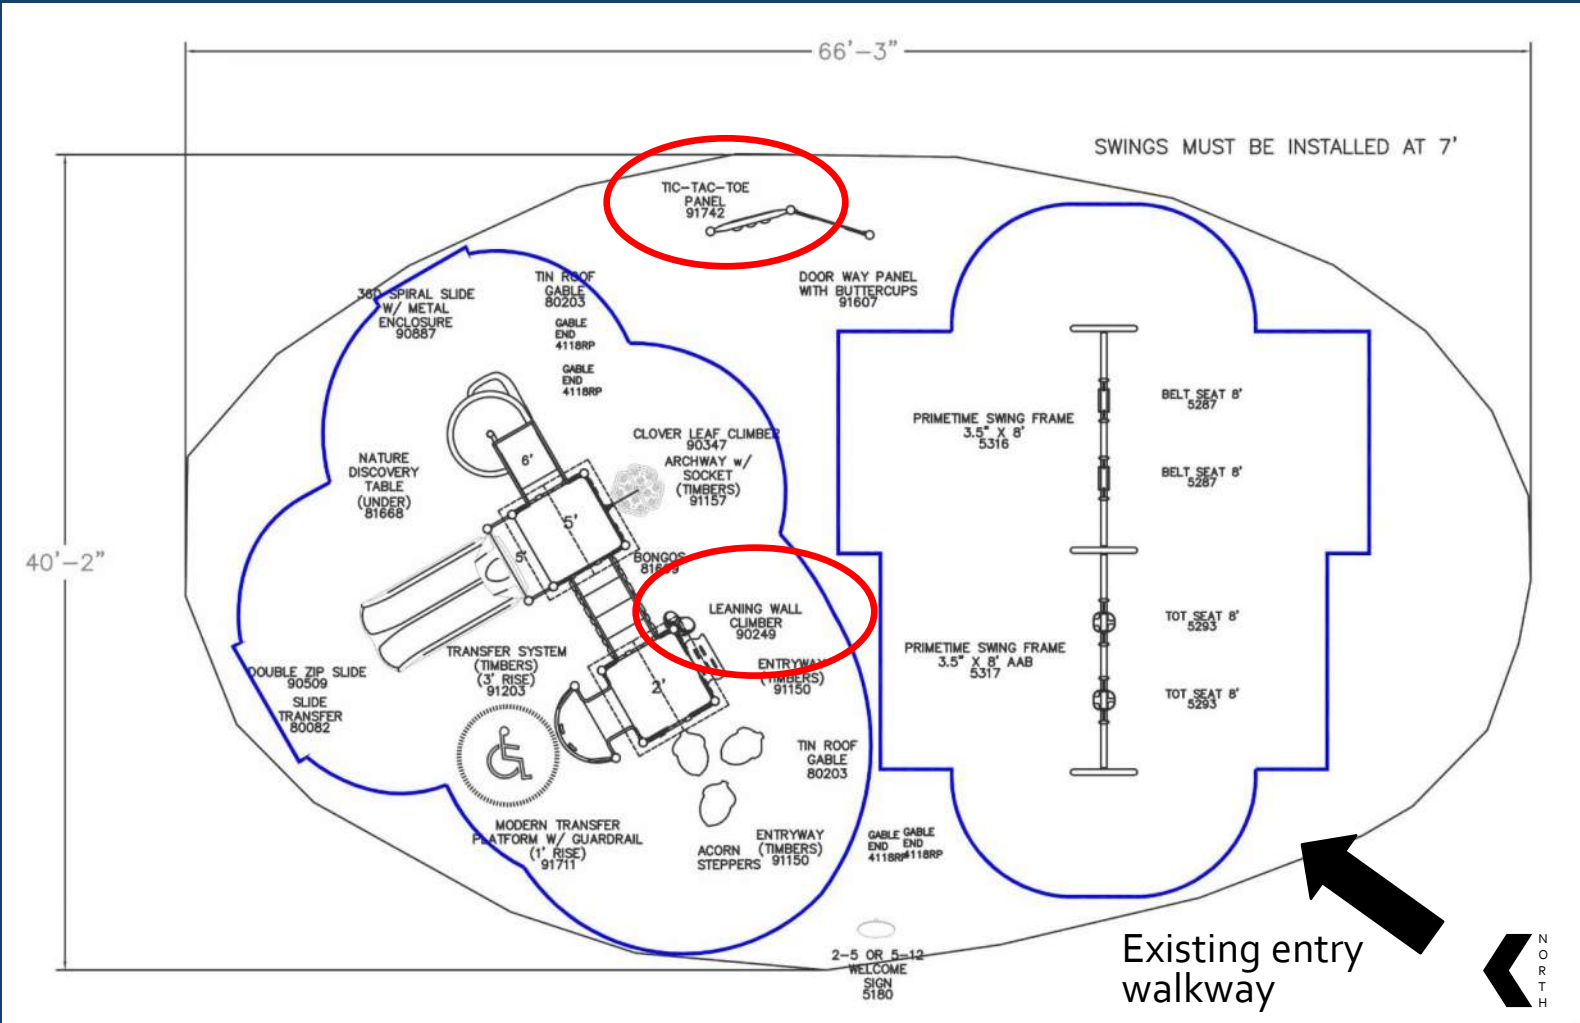 66'-3"
SWINGS MUST BE INSTALLED AT 7'
TIC-TAC-TOE
PANEL
91742
DOOR WAY PANEL
WITH BUTTERCUPS
91607
TIN ROOF
GABLE
80203
GABLE
END
4118RP
GABLE
END
4118RP
360 SPIRAL SLIDE
W/ METAL
ENCLOSURE
90887
CLOVER LEAF CLIMBER
90347
ARCHWAY w/
SOCKET
(TIMBERS)
91157
NATURE
DISCOVERY
TABLE
(UNDER)
81668
6'
5'
5'
BELT SEAT 8'
5287
PRIMETIME SWING FRAME
3.5" X 8'
5316
BELT SEAT 8'
5287
40'-2"
BONGOS
LEANING WALL
CLIMBER
90249
ENTRYWAY
(TIMBERS)
91150
2'
TOT SEAT 8'
5293
PRIMETIME SWING FRAME
3.5" X 8' AAB
5317
TOT SEAT 8'
5293
TRANSFER SYSTEM
(TIMBERS)
(3' RISE)
91203
DOUBLE ZIP SLIDE
90509
SLIDE
TRANSFER
80082
TIN ROOF
GABLE
80203
MODERN TRANSFER
PLATFORM W/ GUARDRAIL
(1' RISE)
91711
ACORN
STEPPERS
ENTRYWAY
(TIMBERS)
91150
GABLE
END
4118RP
GABLE
END
4118RP
2-5 OR 5-12
WELCOME
SIGN
5180
Existing entry
walkway
NORTH